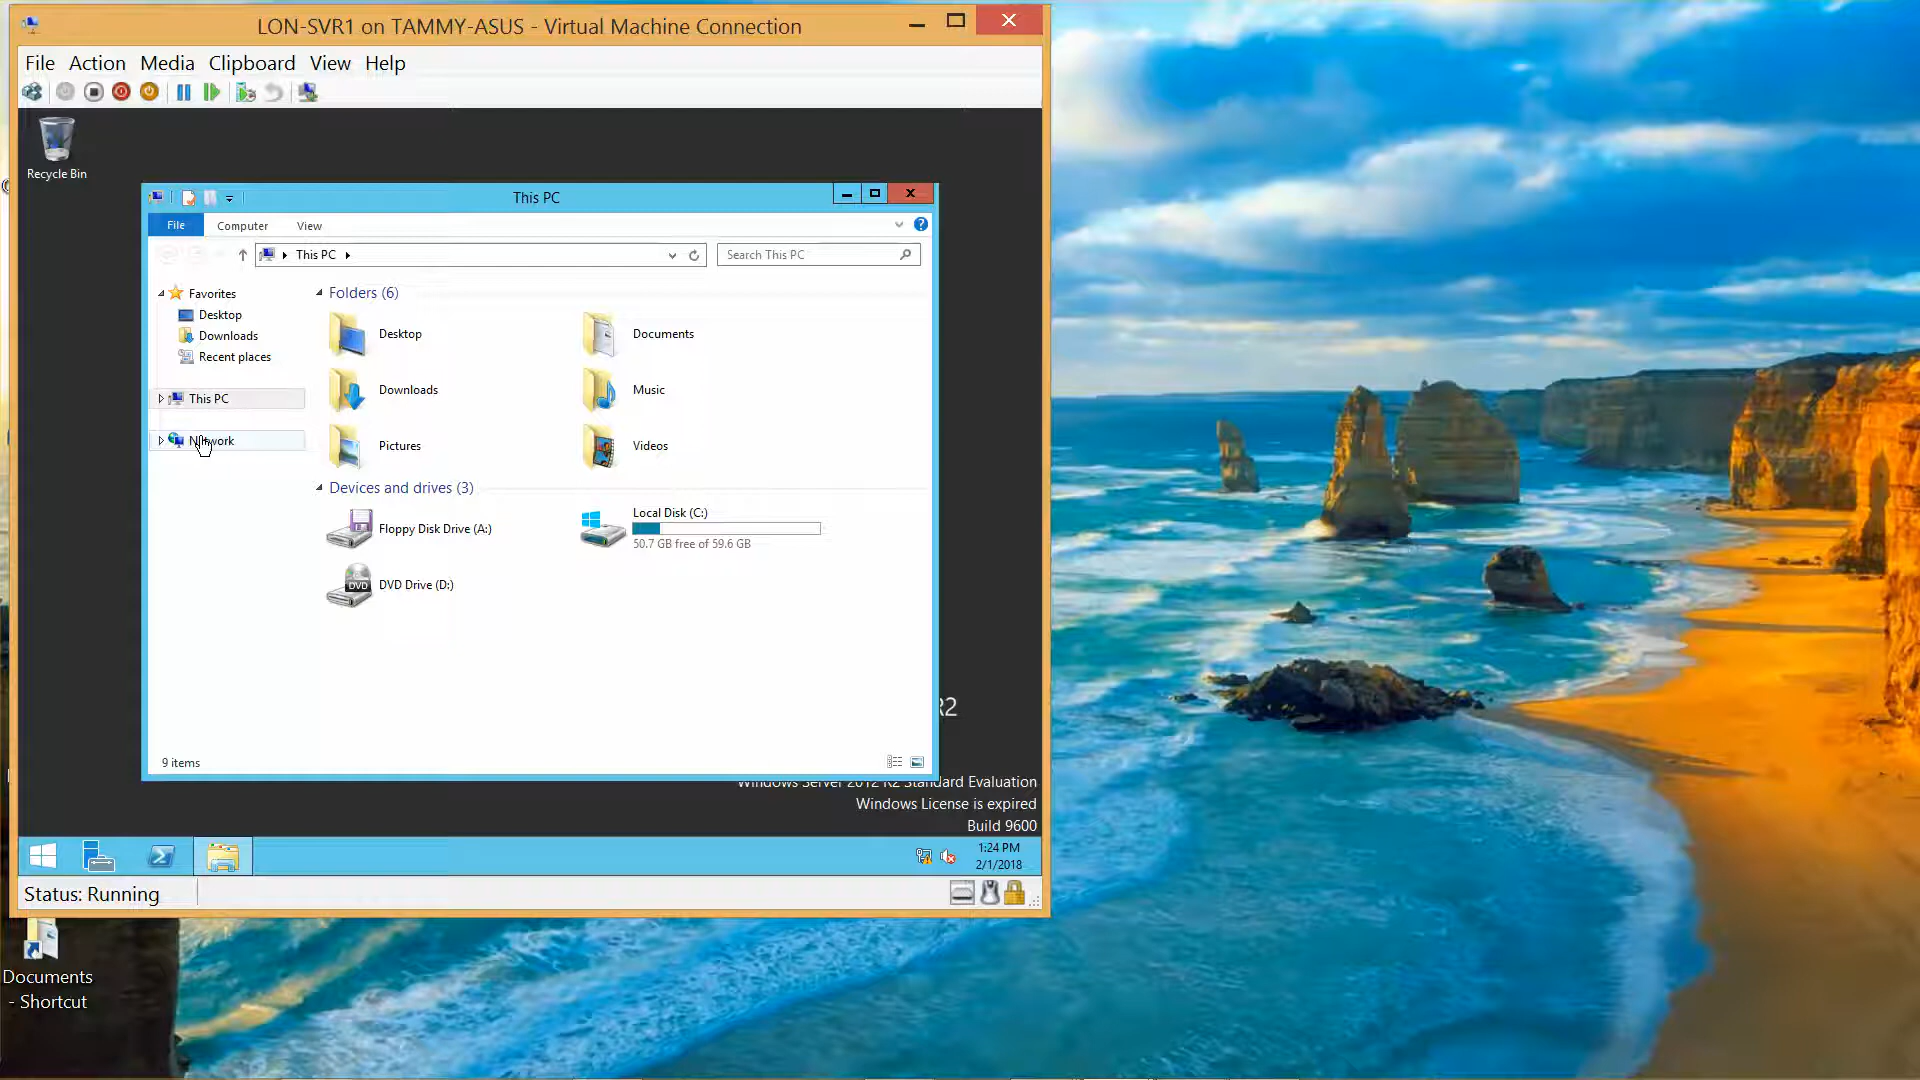 LON-SVR1 on TAMMY-ASUS - Virtual Machine Connection
File Action Media Clipboard View Help
Recycle Bin
This PC
File Computer View
This PC
Search This PC
Favorites
Desktop
Downloads
Recent places
This PC
Network
Folders (6)
Desktop
Documents
Downloads
Music
Pictures
Videos
Devices and drives (3)
Floppy Disk Drive (A:)
Local Disk (C:)
50.7 GB free of 59.6 GB
DVD
DVD Drive (D:)
9 items
R2
Windows Server 2012 R2 Standard Evaluation
Windows License is expired
Build 9600
1:24 PM
2/1/2018
Status: Running
Documents
- Shortcut